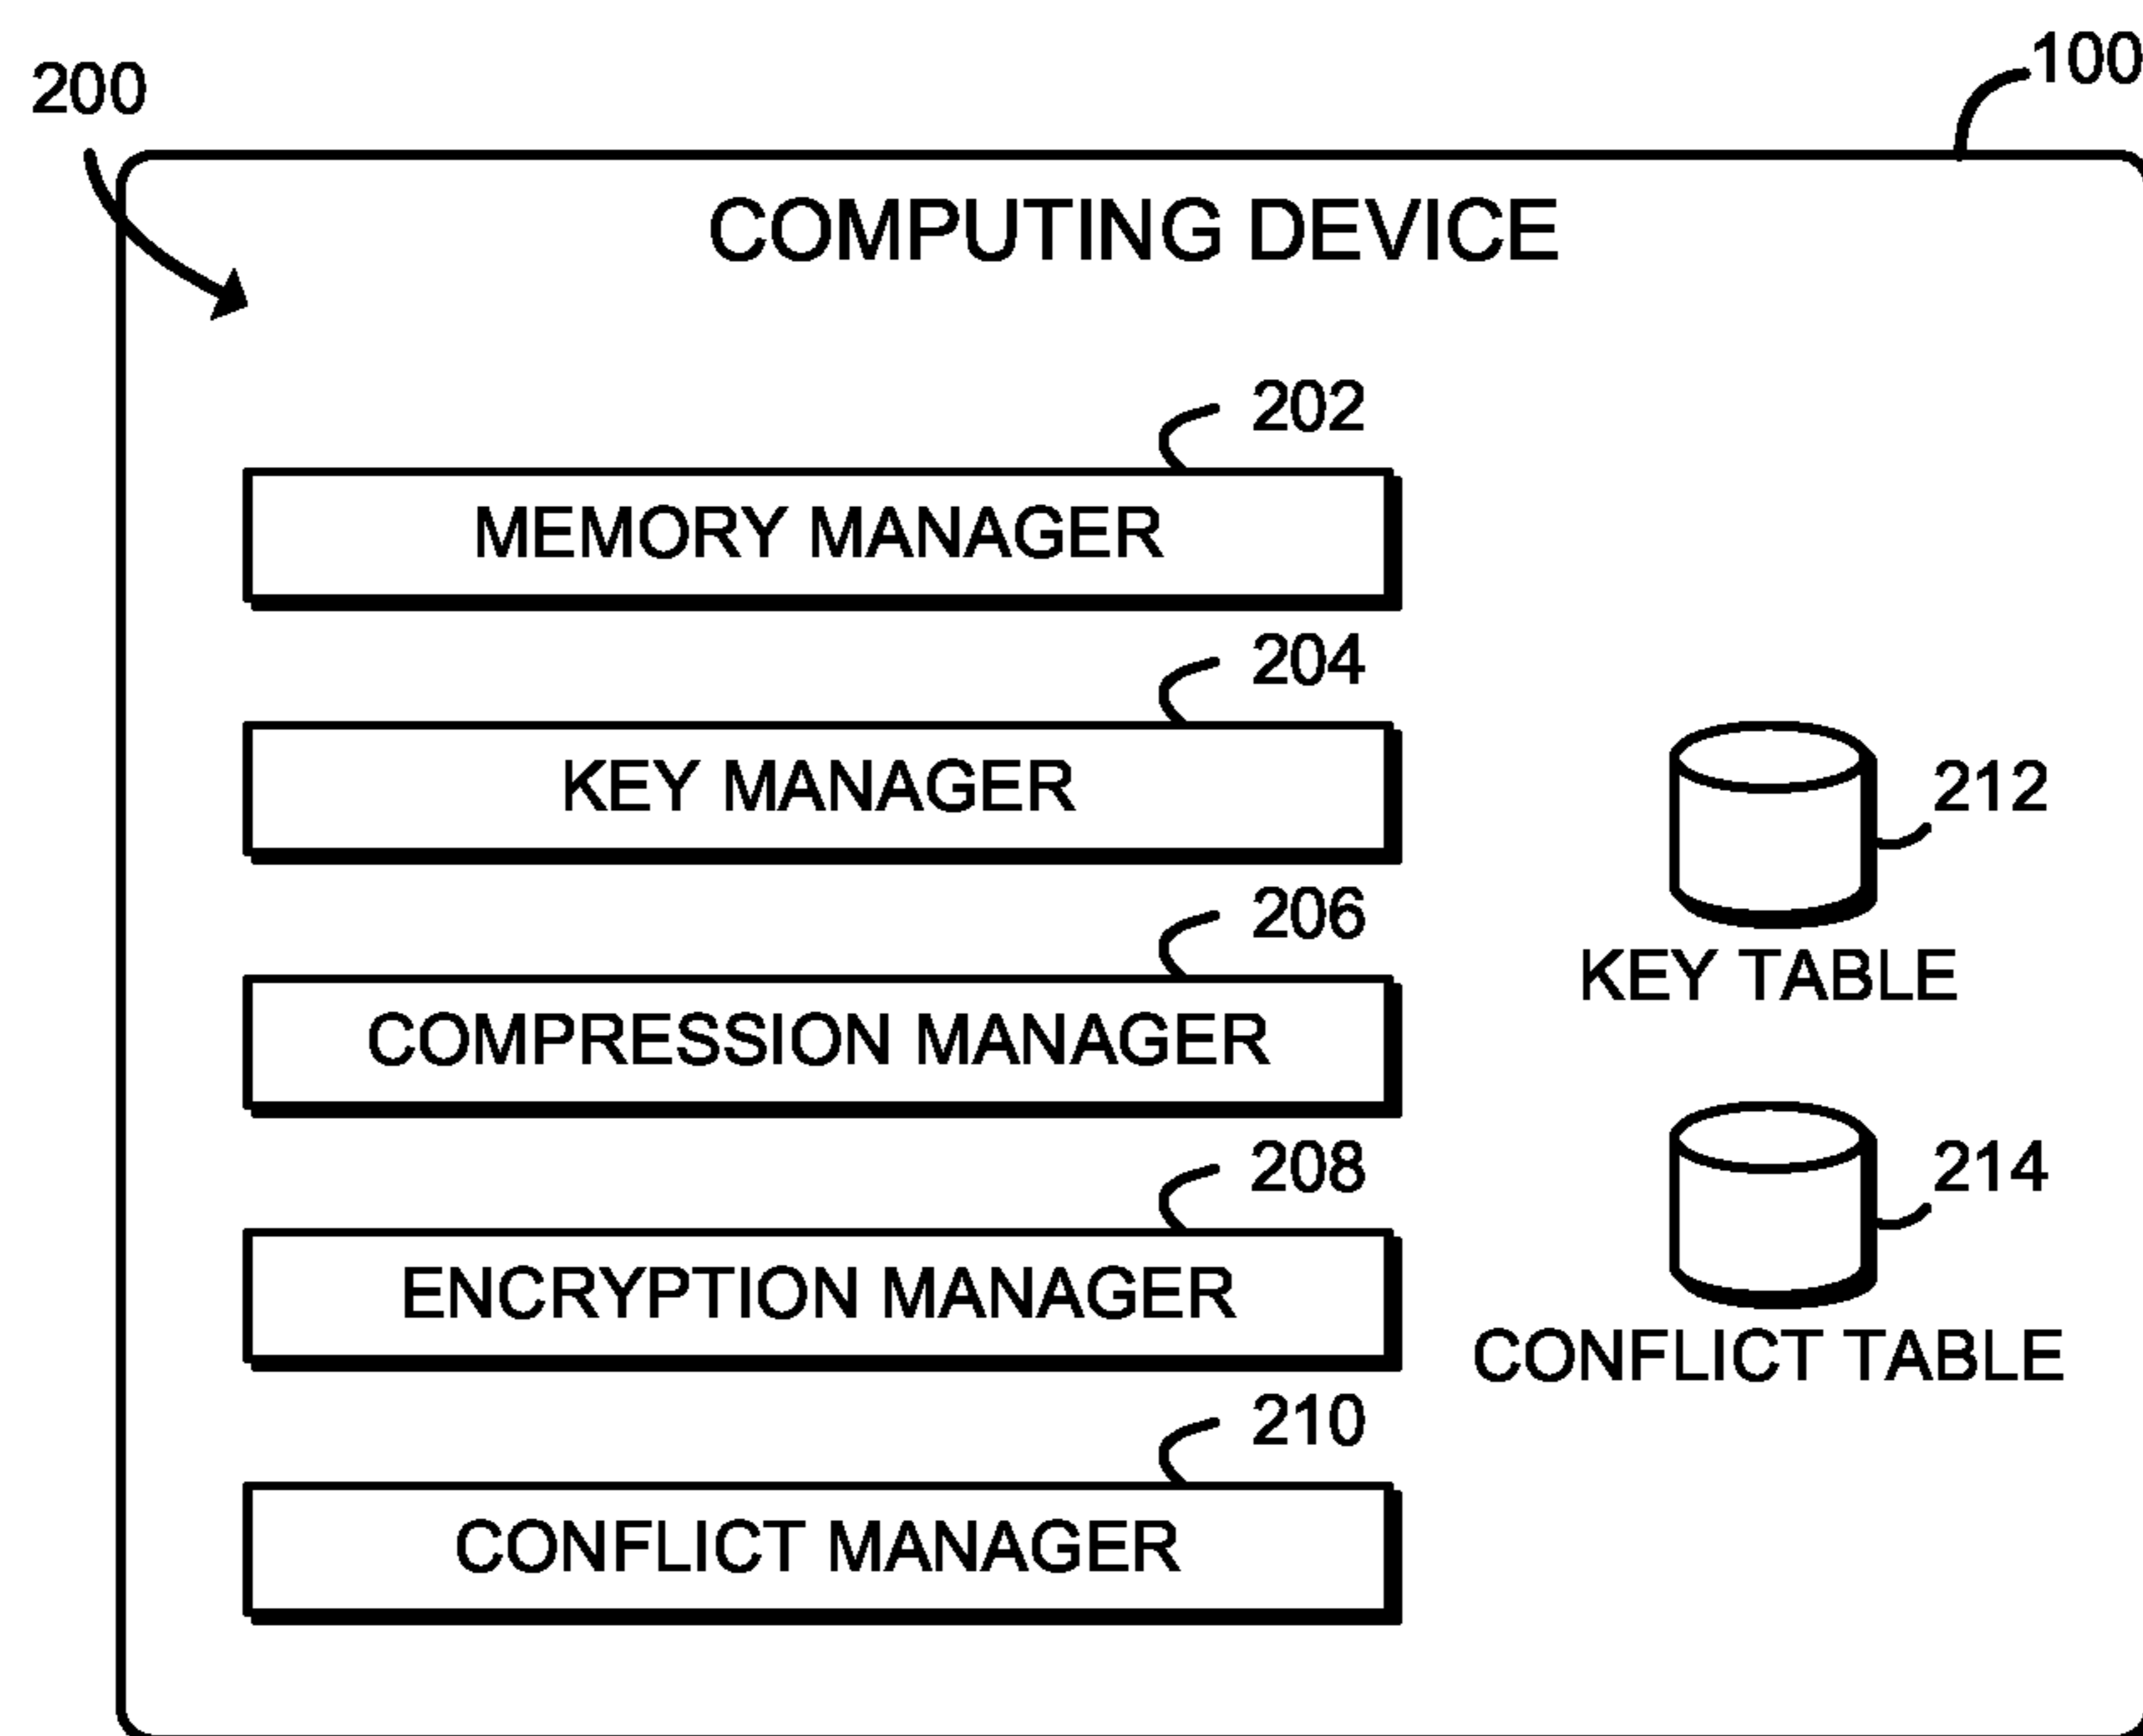 200
100
COMPUTING DEVICE
202
MEMORY MANAGER
204
KEY MANAGER
212
206
KEY TABLE
COMPRESSION MANAGER
208
214
ENCRYPTION MANAGER
CONFLICT TABLE
210
CONFLICT MANAGER